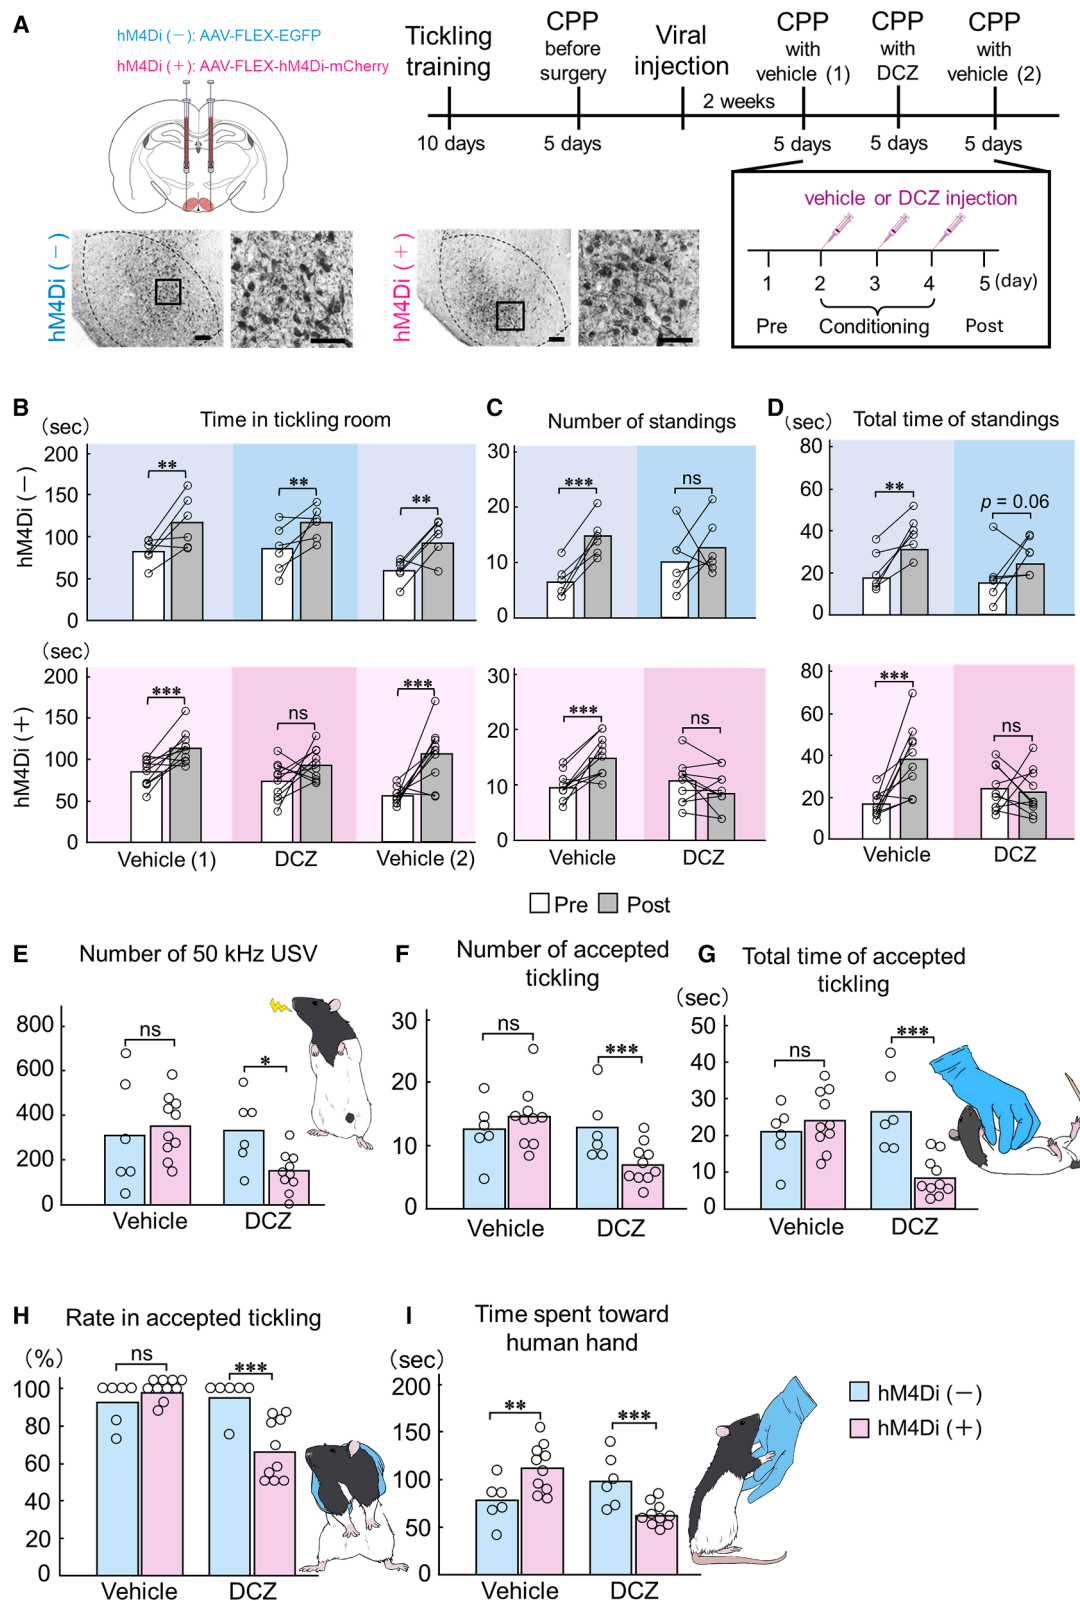 A
hM4Di (－): AAV-FLEX-EGFP
hM4Di (＋): AAV-FLEX-hM4Di-mCherry
Tickling
training
CPP
before
surgery
Viral
injection
2 weeks
CPP
with
vehicle (1)
CPP
with
DCZ
CPP
with
vehicle (2)
10 days
5 days
5 days
5 days
5 days
vehicle or DCZ injection
1
2
3
4
5 (day)
Pre
Conditioning
Post
hM4Di (－)
hM4Di (＋)
B
(sec)
Time in tickling room
hM4Di (－)
200
150
100
50
0
**
**
**
(sec)
hM4Di (＋)
200
150
100
50
0
***
ns
***
Vehicle (1)
DCZ
Vehicle (2)
C
Number of standings
30
20
10
0
***
ns
30
20
10
0
***
ns
Vehicle
DCZ
D
(sec)
Total time of standings
80
60
40
20
0
**
p = 0.06
80
60
40
20
0
***
ns
Vehicle
DCZ
Pre
Post
E
Number of 50 kHz USV
800
600
400
200
0
ns
*
Vehicle
DCZ
F
Number of accepted
tickling
30
20
10
0
ns
***
Vehicle
DCZ
G
Total time of accepted
tickling
(sec)
50
40
30
20
10
0
ns
***
Vehicle
DCZ
H
Rate in accepted tickling
(%)
100
80
60
40
20
0
ns
***
Vehicle
DCZ
I
Time spent toward
human hand
(sec)
200
150
100
50
0
**
***
Vehicle
DCZ
hM4Di (－)
hM4Di (＋)